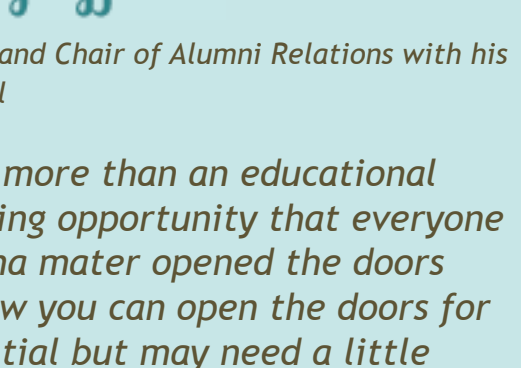 and Chair of Alumni Relations with his
more than an educational
ing opportunity that everyone
na mater opened the doors
w you can open the doors for
tial but may need a little